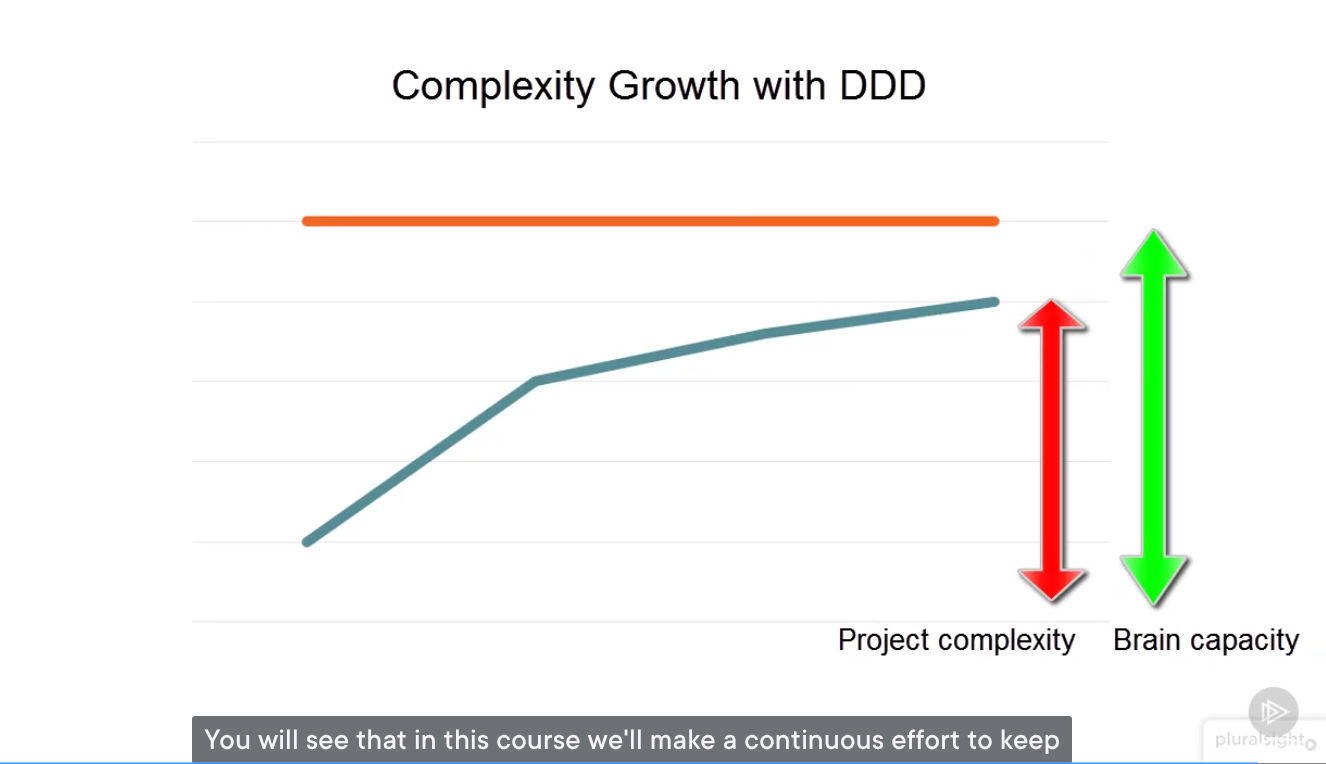 Complexity Growth with DDD
Project complexity
Brain capacity
You will see that in this course we'll make a continuous effort to keep
pluralsight